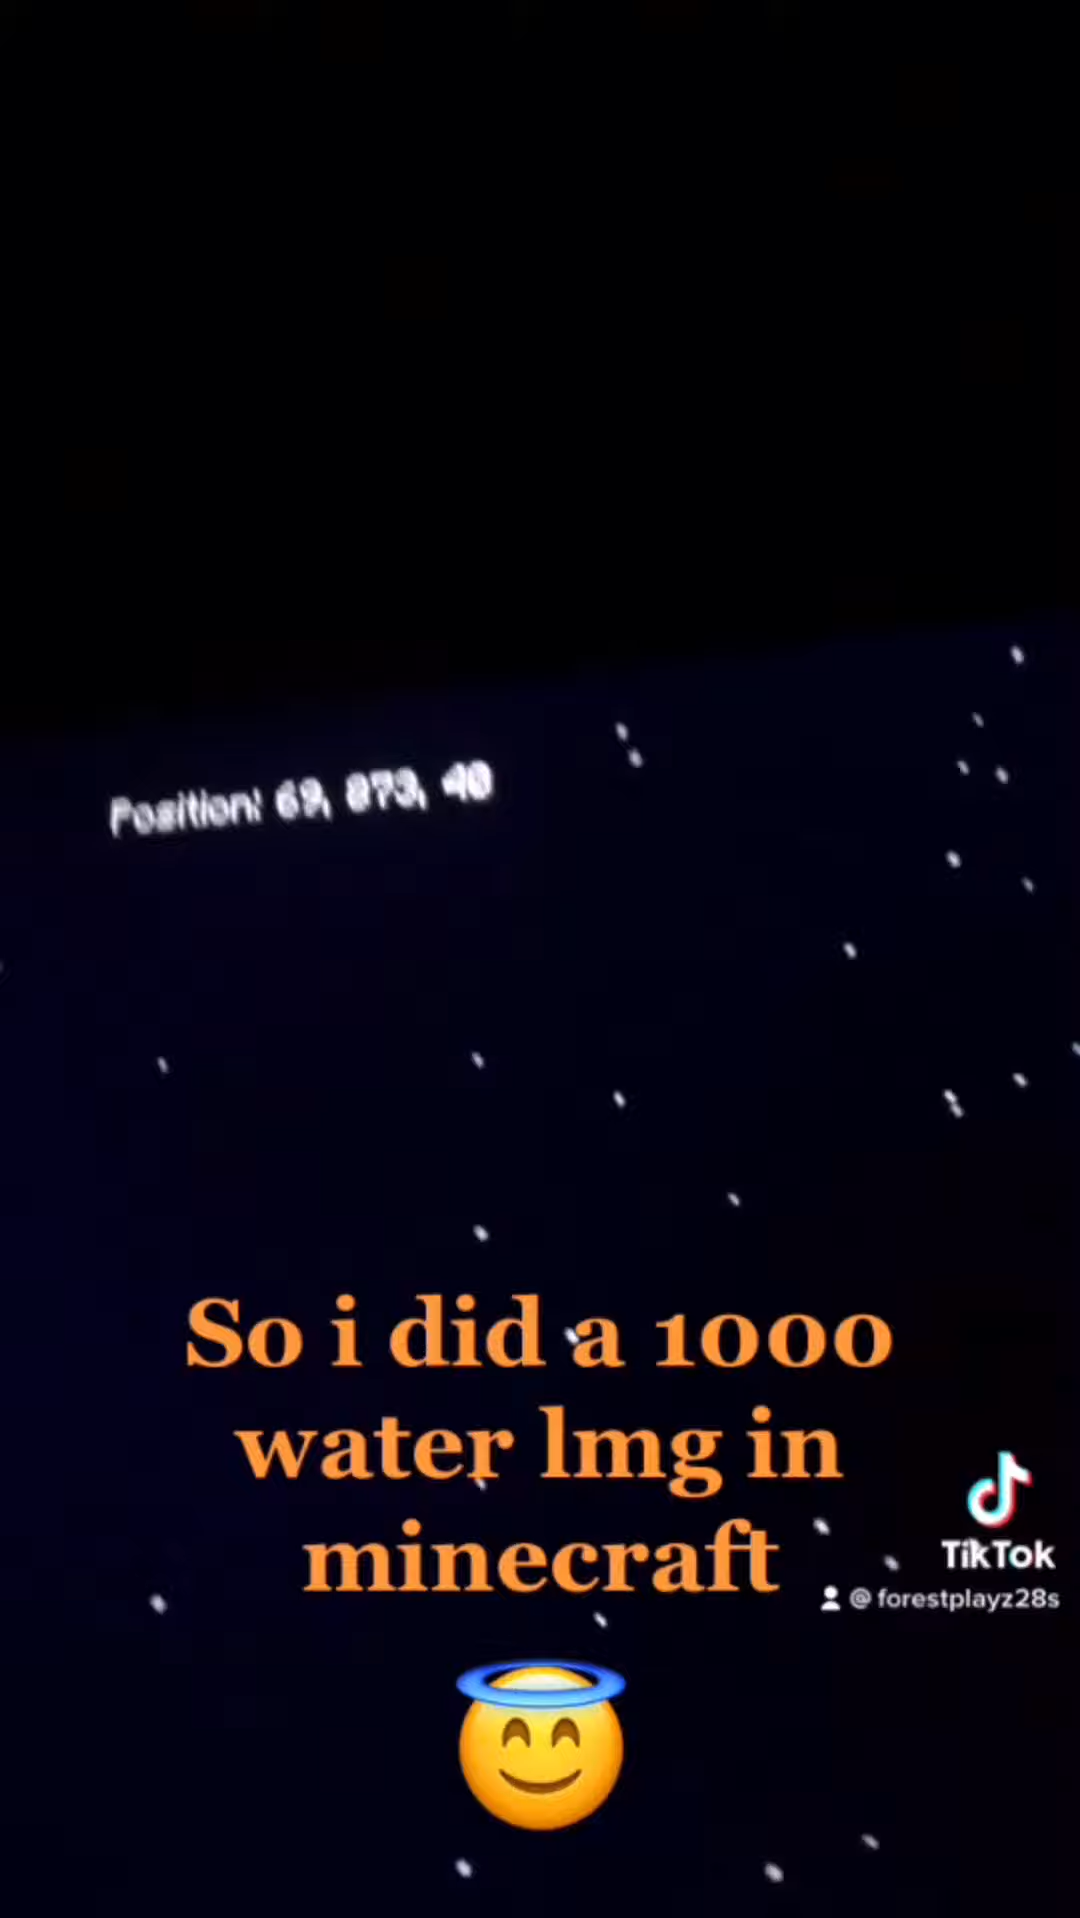 Position: 69, 873, 40
So i did a 1000
water lmg in
minecraft
TikTok
@ forestplayz28s